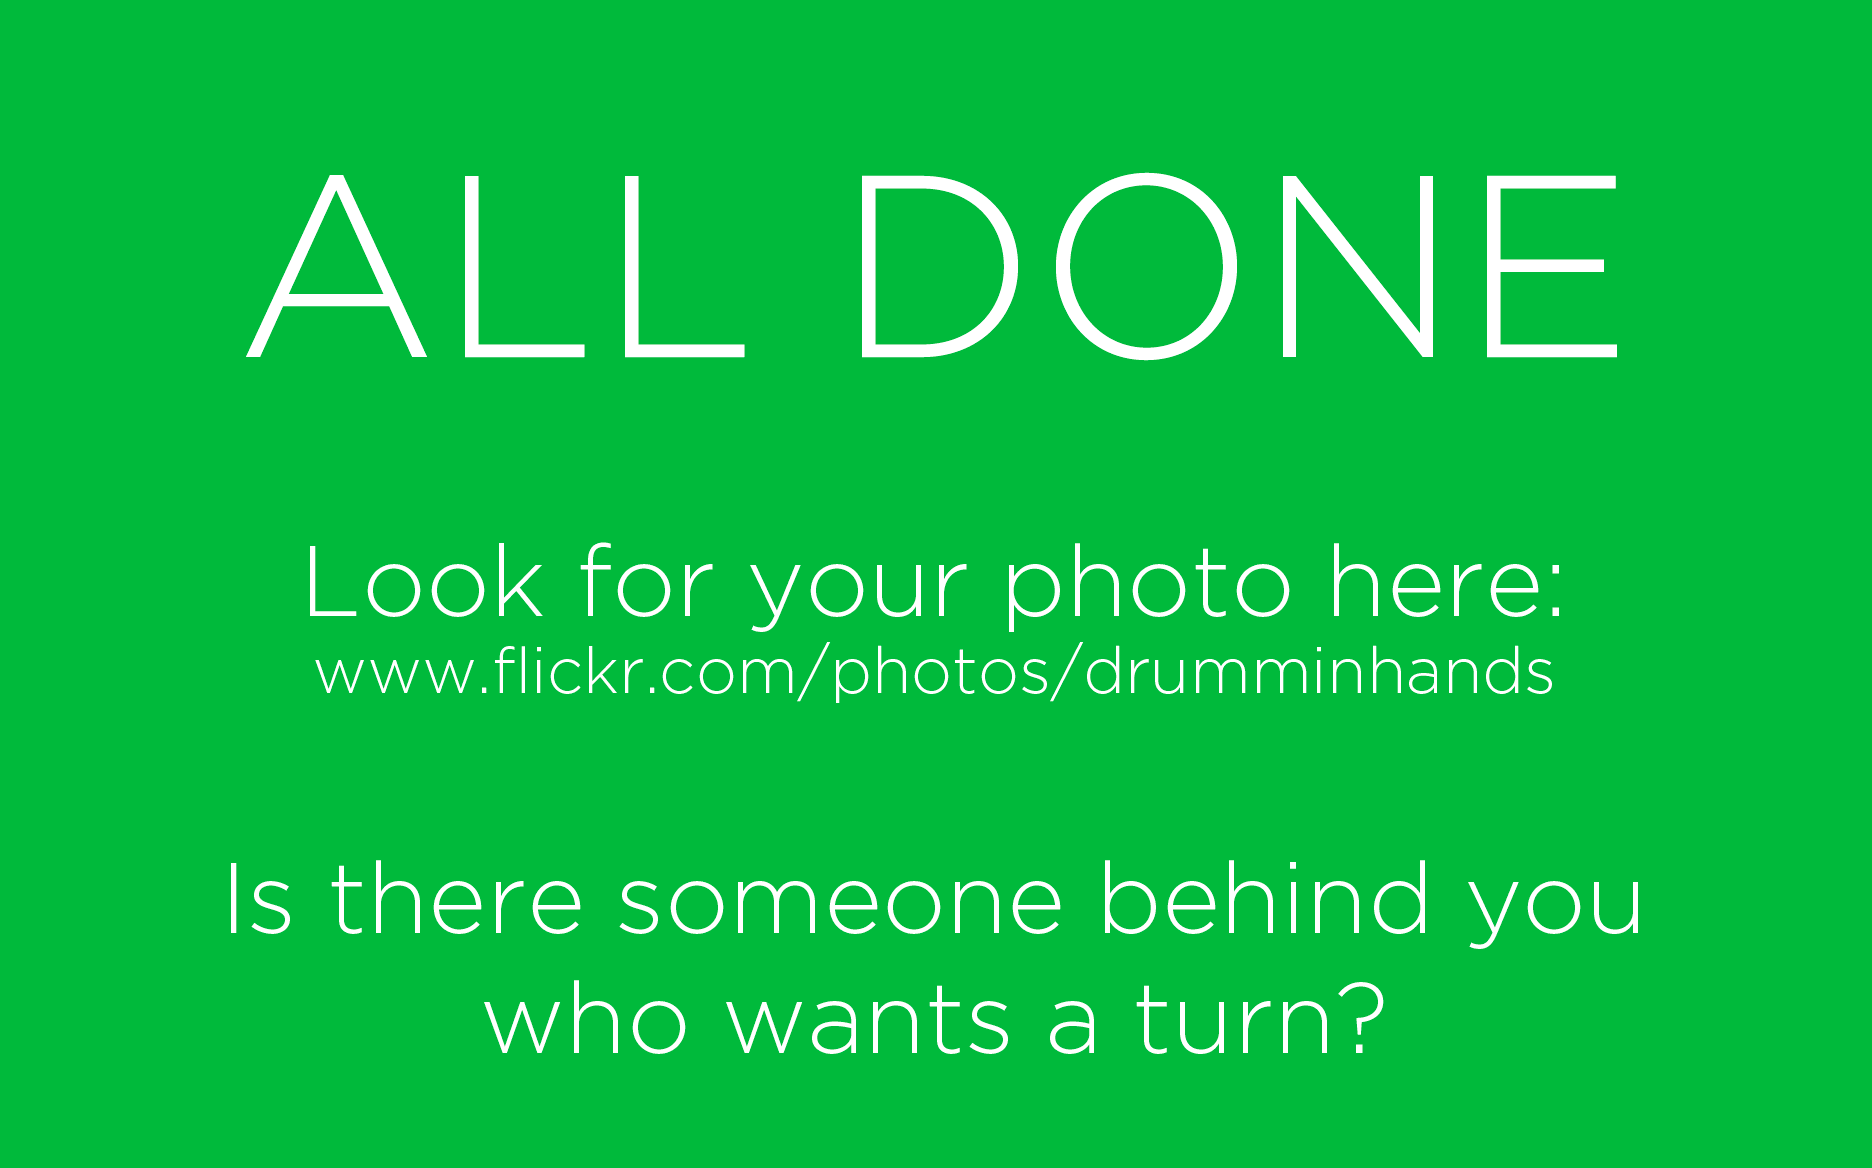 ALL DONE
Look for your photo here:
www.flickr.com/photos/drumminhands
Is there someone behind you
who wants a turn?